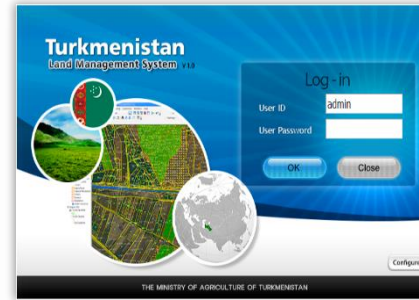 Turkmenistan
Land Management System v1.0
Log-in
User ID
admin
User Password
OK
Close
Configure
THE MINISTRY OF AGRICULTURE OF TURKMENISTAN